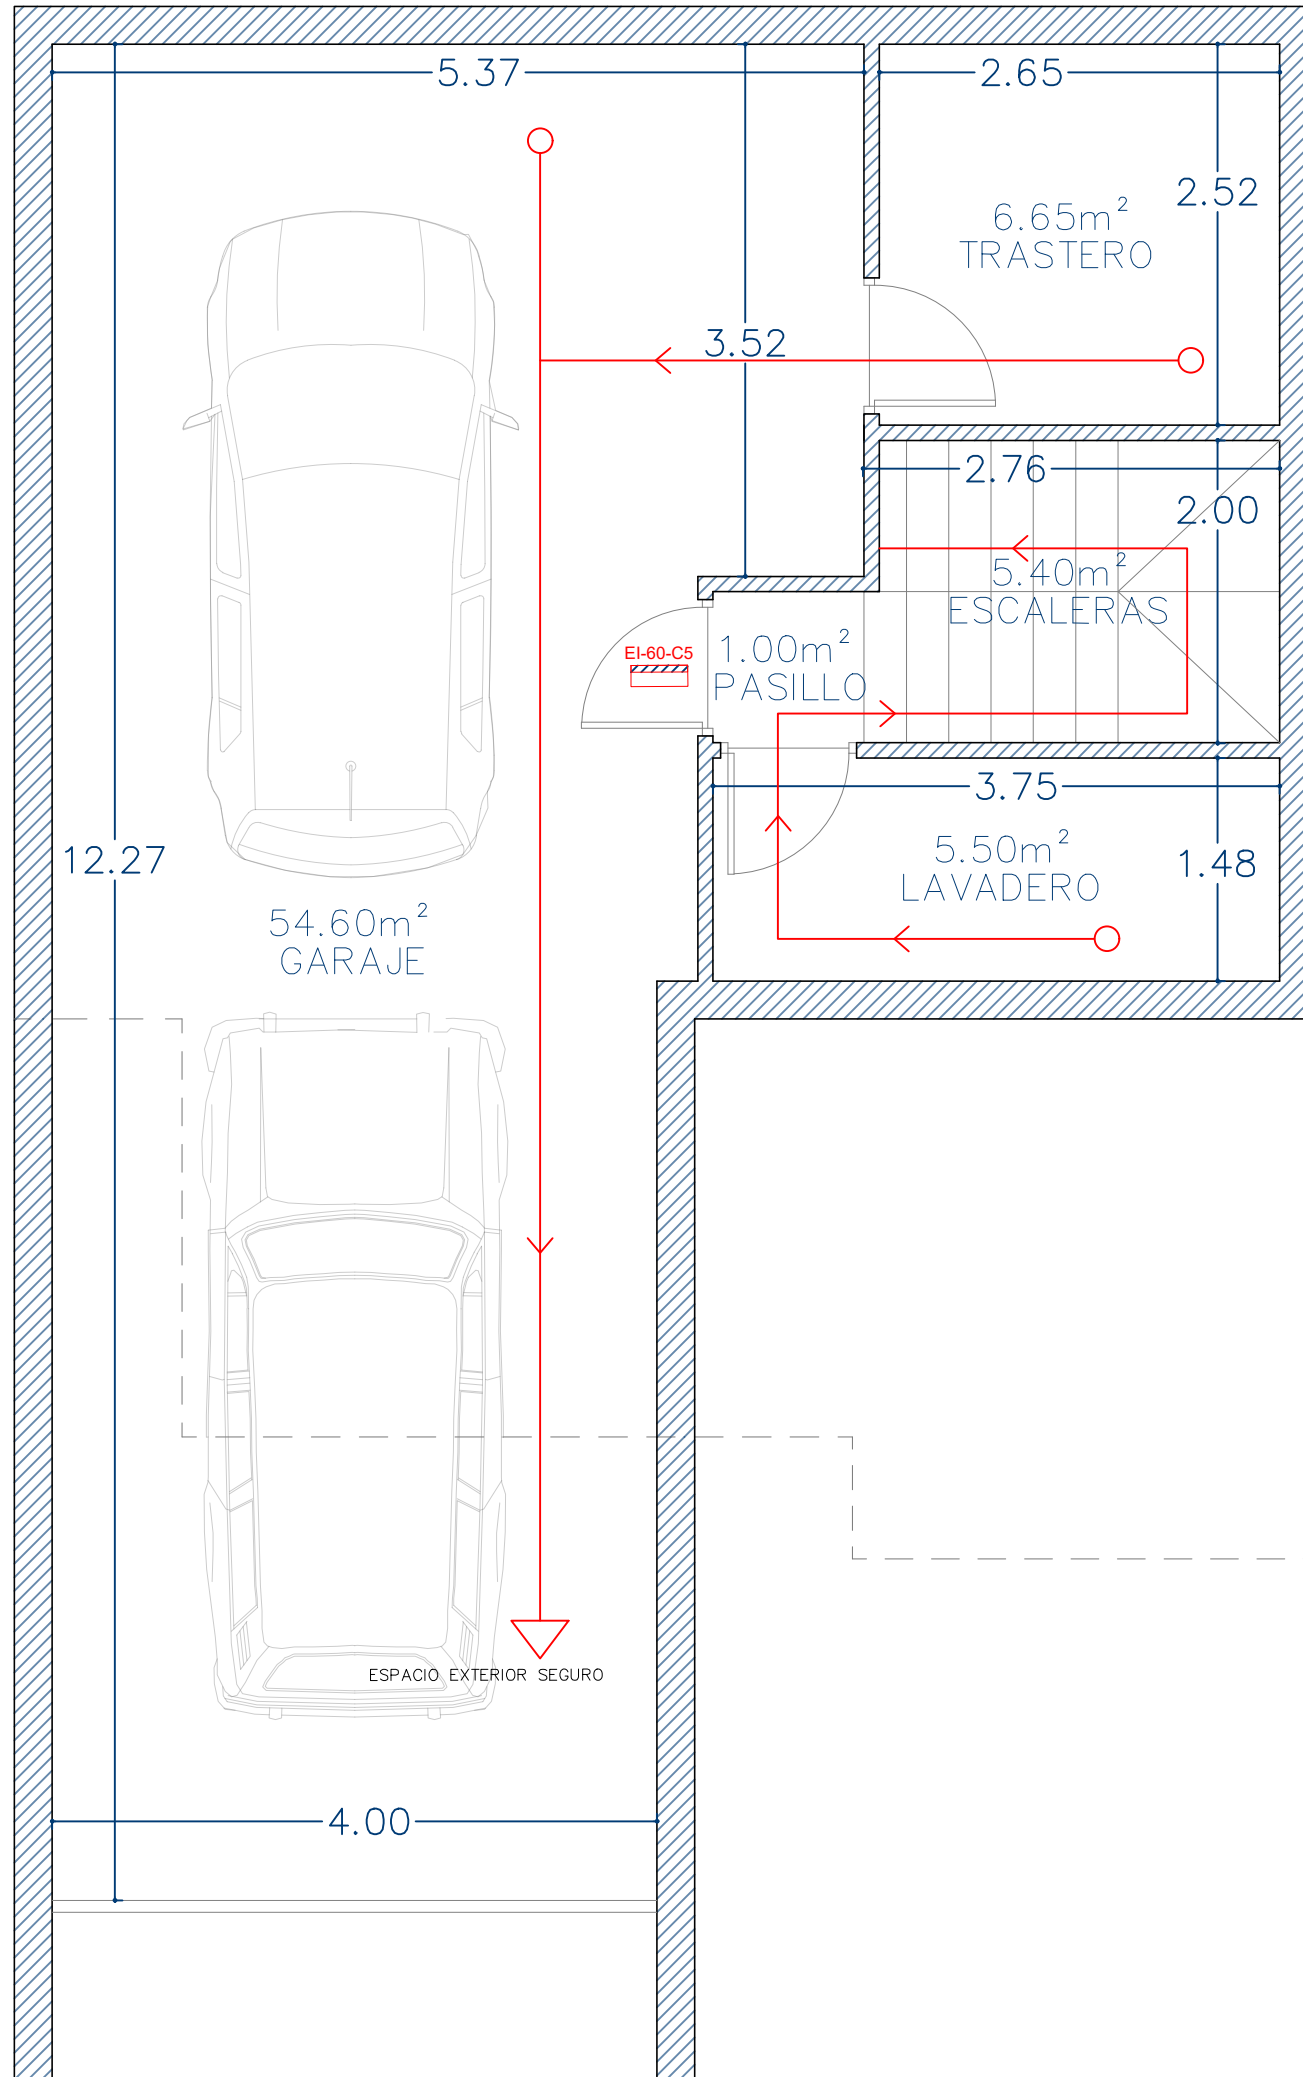 5.37
2.65
2.52
6.65m²
TRASTERO
3.52
2.76
2.00
5.40m²
ESCALERAS
EI-60-C5
1.00m²
PASILLO
3.75
5.50m²
LAVADERO
1.48
12.27
54.60m²
GARAJE
ESPACIO EXTERIOR SEGURO
4.00